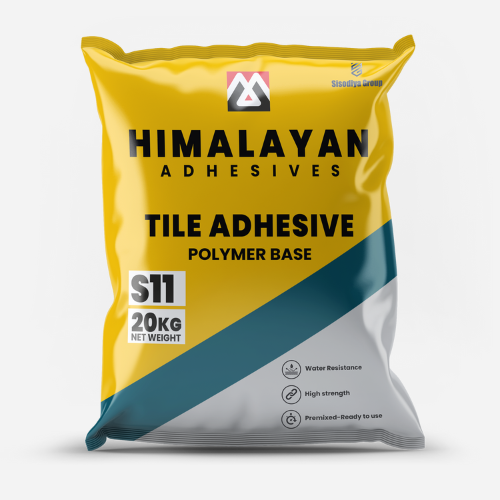 Sisodiya Group
HIMALAYAN
ADHESIVES
TILE ADHESIVE
POLYMER BASE
S11
20KG
NET WEIGHT
Water Resistance
High strength
Premixed-Ready to use